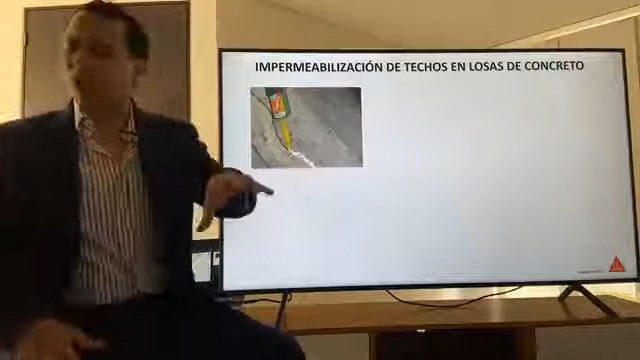 IMPERMEABILIZACIÓN DE TECHOS EN LOSAS DE CONCRETO